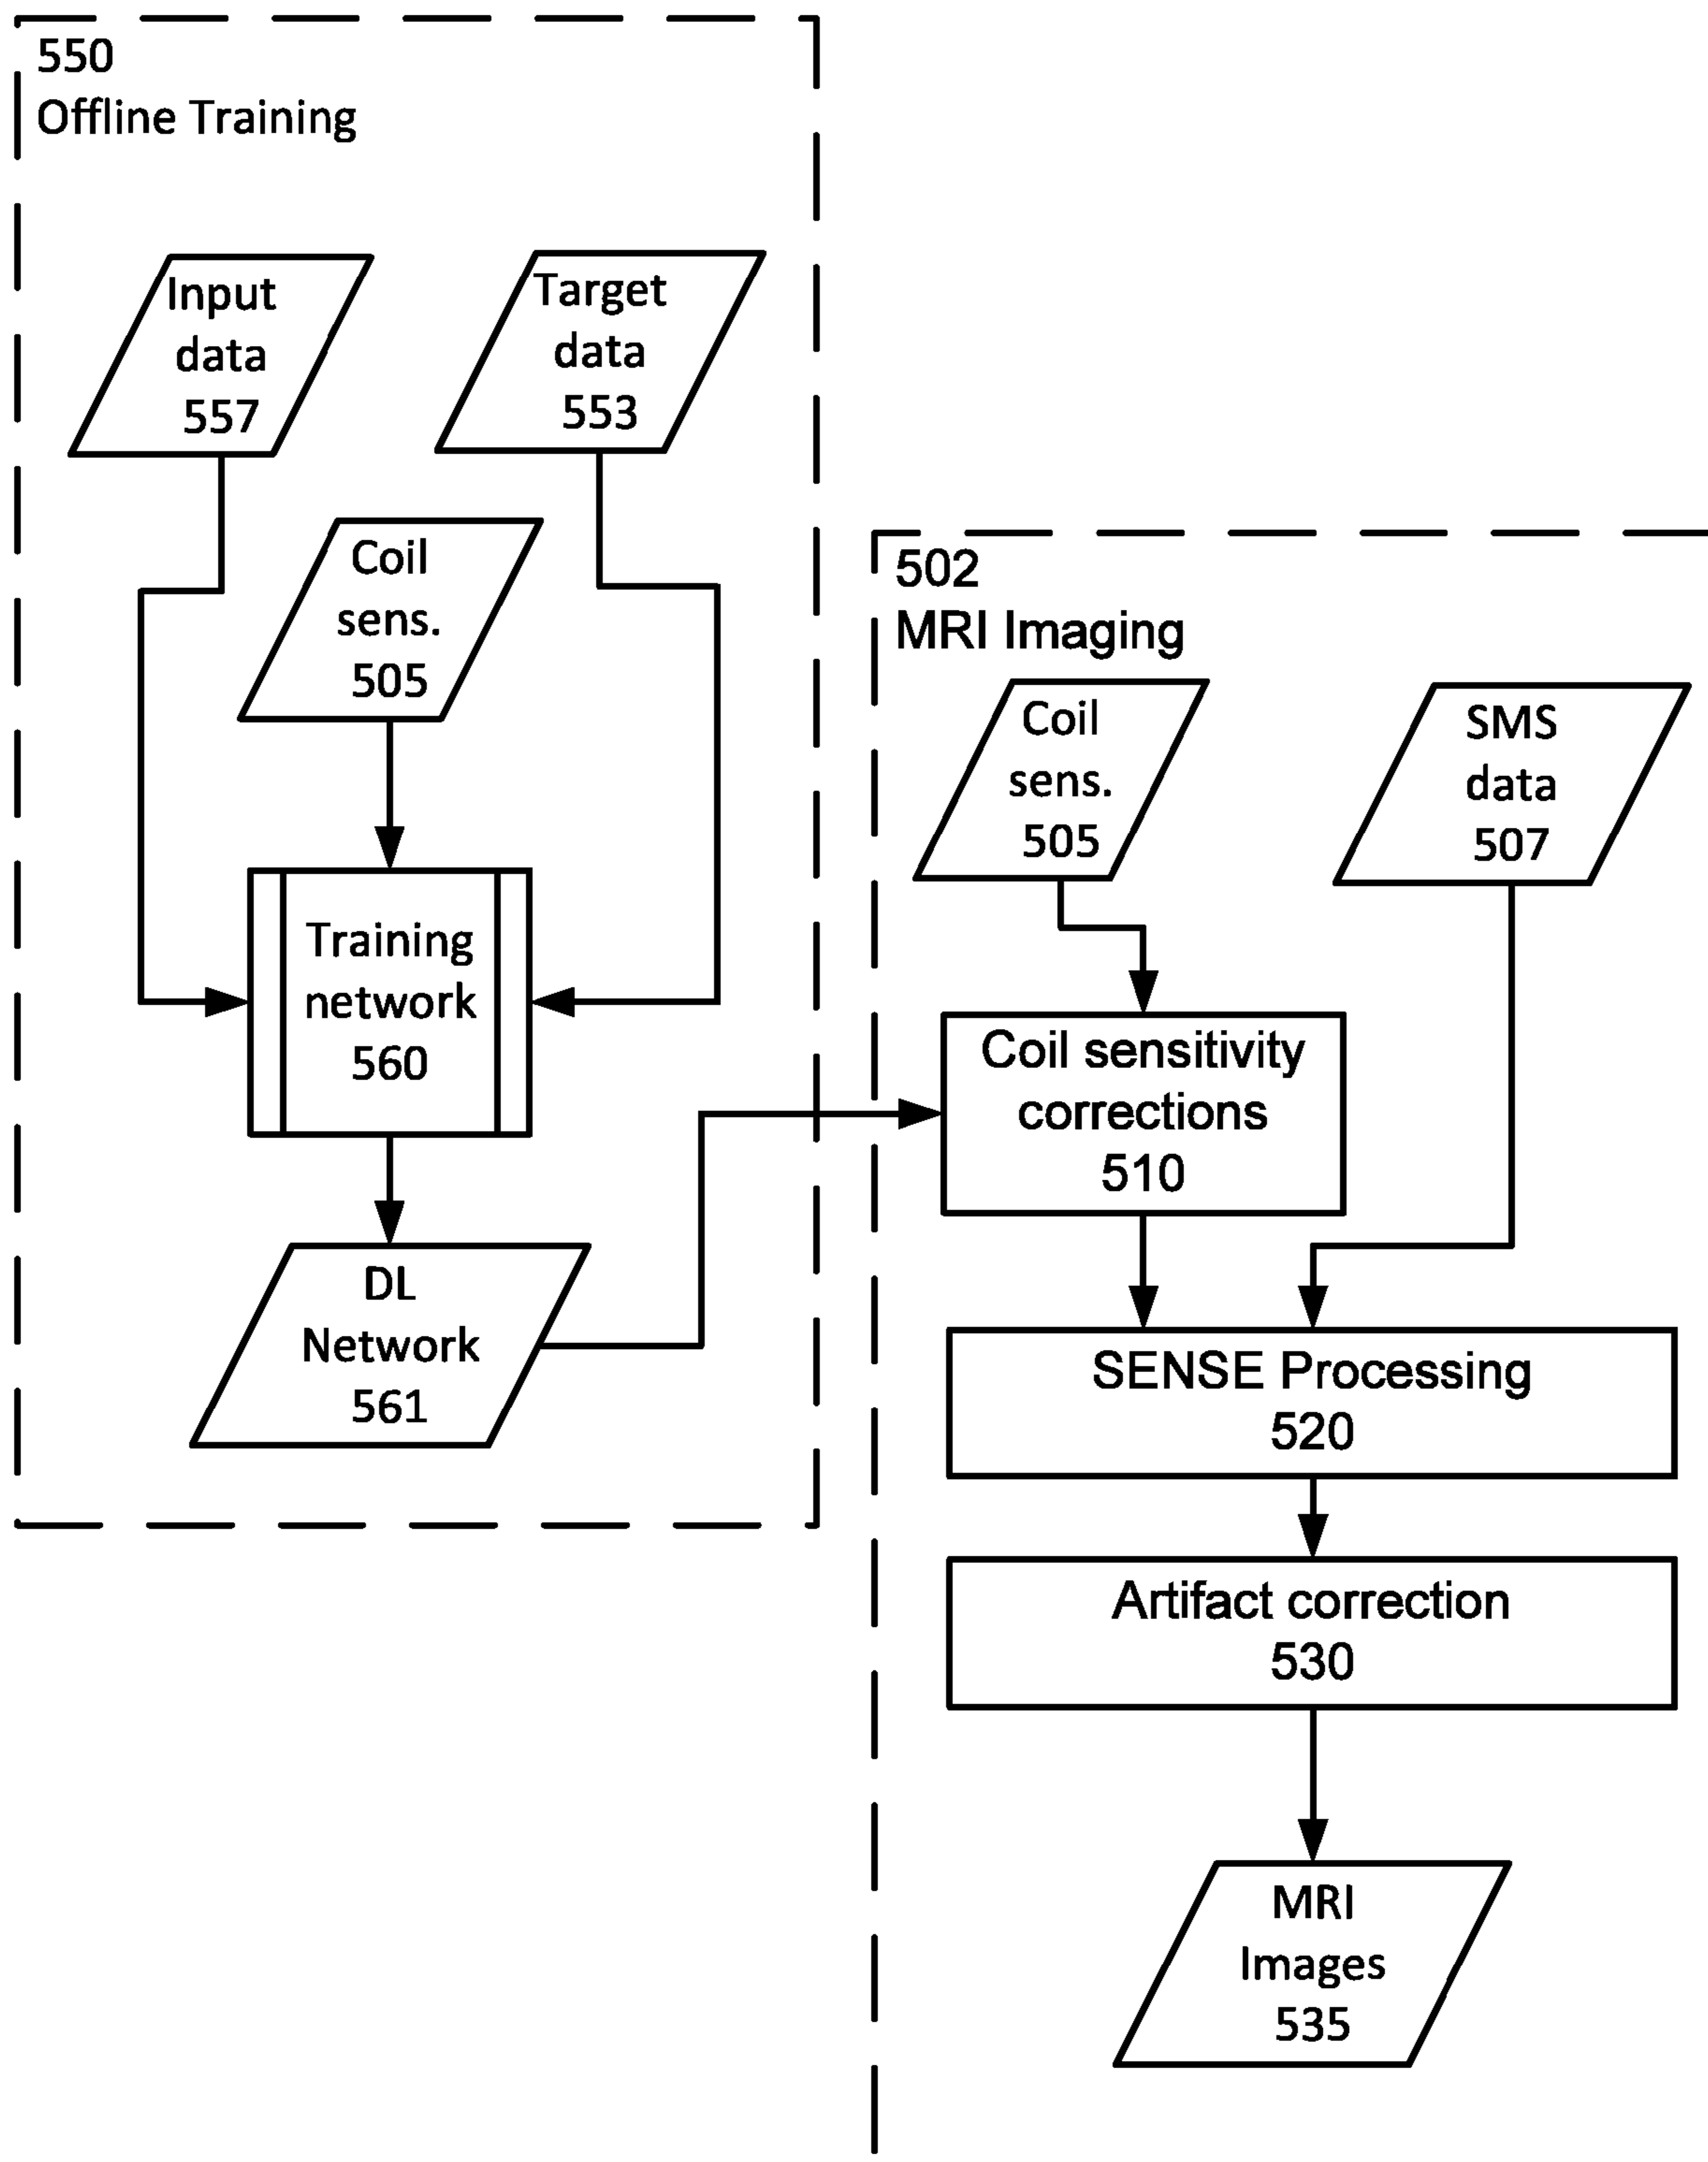 550
Offline Training
Input
data
557
Target
data
553
Coil
sens.
505
Training
network
560
DL
Network
561
502
MRI Imaging
Coil
sens.
505
SMS
data
507
Coil sensitivity
corrections
510
SENSE Processing
520
Artifact correction
530
MRI
Images
535